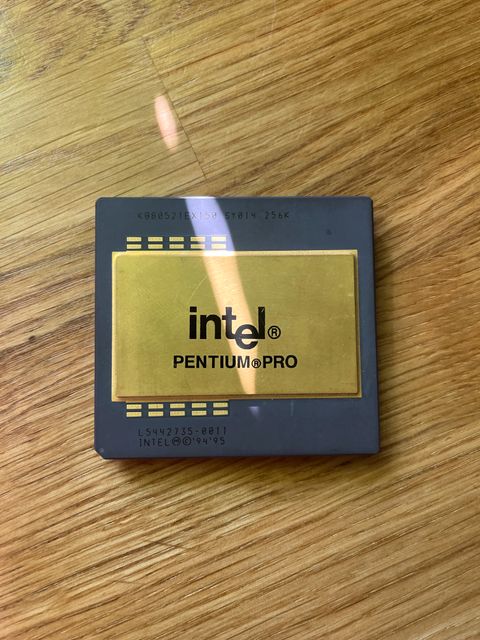 KB80521EX150 SY014 256K
intel®
PENTIUM®PRO
L5442735-0011
INTEL Ⓜ©'94'95